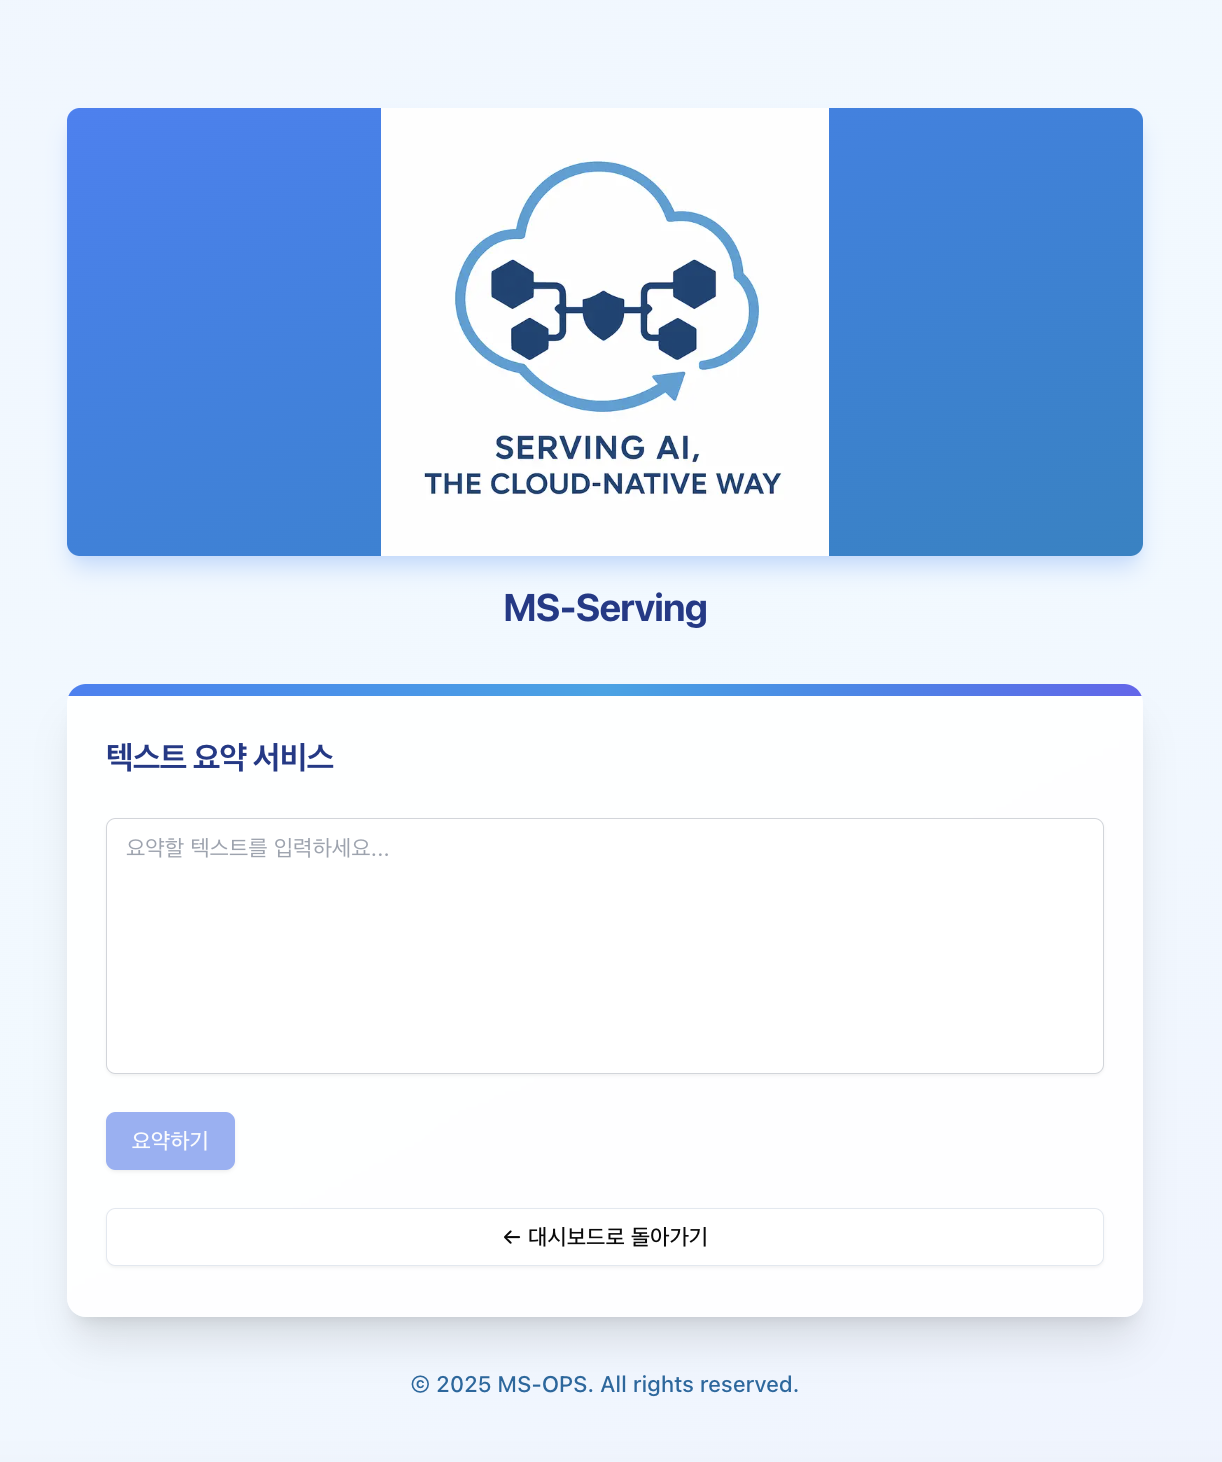 SERVING AI,
THE CLOUD-NATIVE WAY
MS-Serving
텍스트 요약 서비스
요약할 텍스트를 입력하세요...
요약하기
← 대시보드로 돌아가기
© 2025 MS-OPS. All rights reserved.